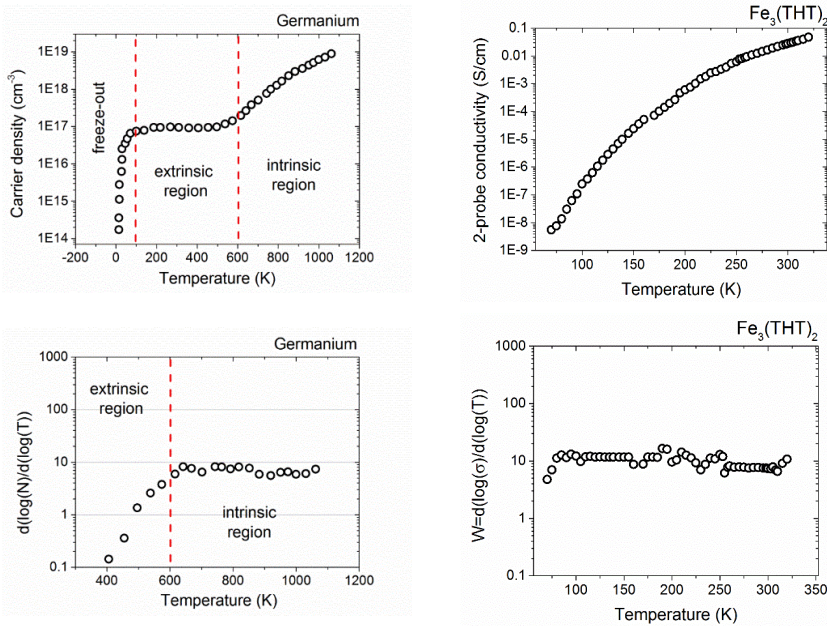 Germanium
1E19
1E18
1E17
1E16
1E15
1E14
Carrier density (cm-3)
freeze-out
extrinsic
region
intrinsic
region
-200 0 200 400 600 800 1000 1200
Temperature (K)
Fe3(THT)2
0.1
0.01
1E-3
1E-4
1E-5
1E-6
1E-7
1E-8
1E-9
2-probe conductivity (S/cm)
100 150 200 250 300
Temperature (K)
Germanium
1000
100
10
1
0.1
d(log(N)/d(log(T))
extrinsic
region
intrinsic
region
400 600 800 1000 1200
Temperature (K)
Fe3(THT)2
1000
100
10
1
0.1
W=d(log(σ)/d(log(T)
100 150 200 250 300 350
Temperature (K)